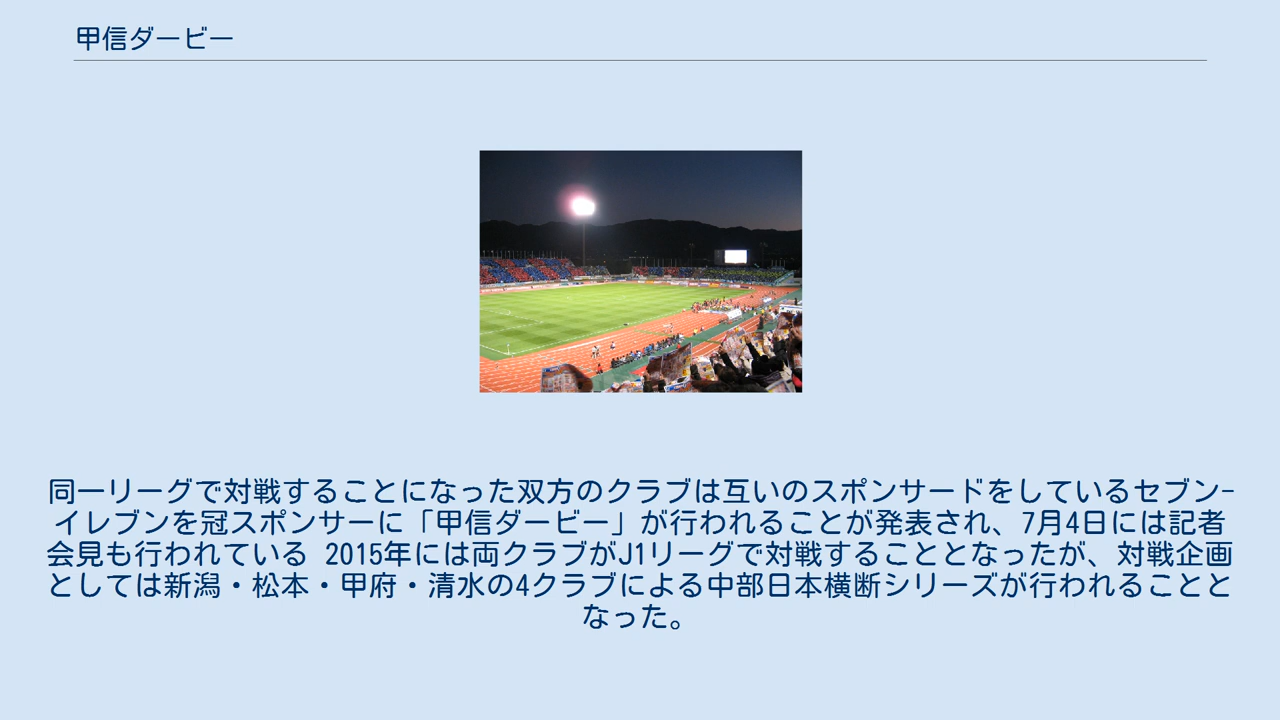 甲信ダービー
同一リーグで対戦することになった双方のクラブは互いのスポンサードをしているセブン-
イレブンを冠スポンサーに「甲信ダービー」が行われることが発表され、7月4日には記者
会見も行われている 2015年には両クラブがJ1リーグで対戦することとなったが、対戦企画
としては新潟・松本・甲府・清水の4クラブによる中部日本横断シリーズが行われることと
なった。